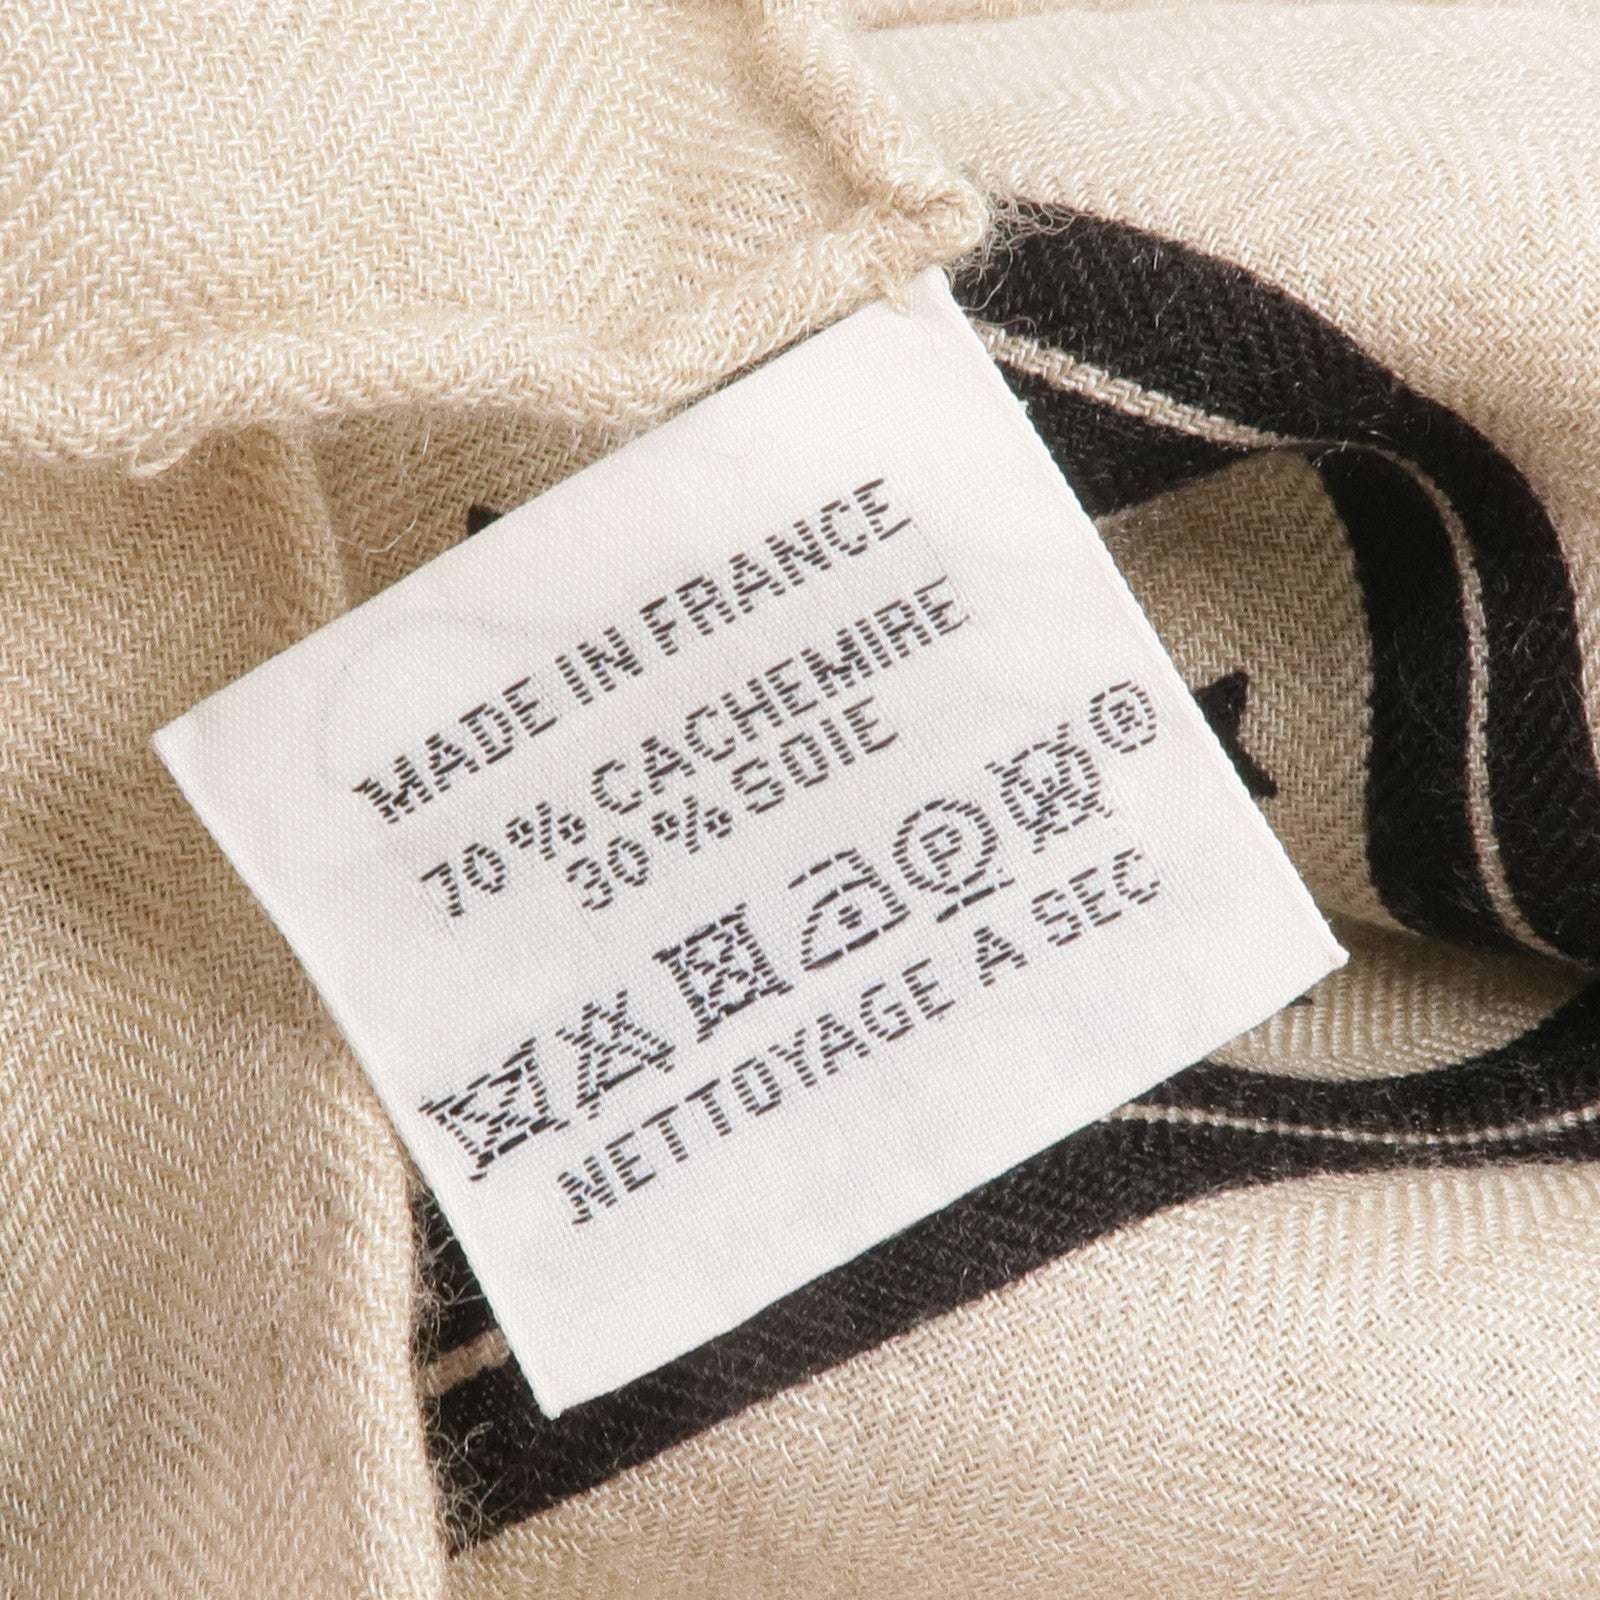 MADE IN FRANCE
70% CACHEMIRE
30% SOIE
P W ®
NETTOYAGE A SEC